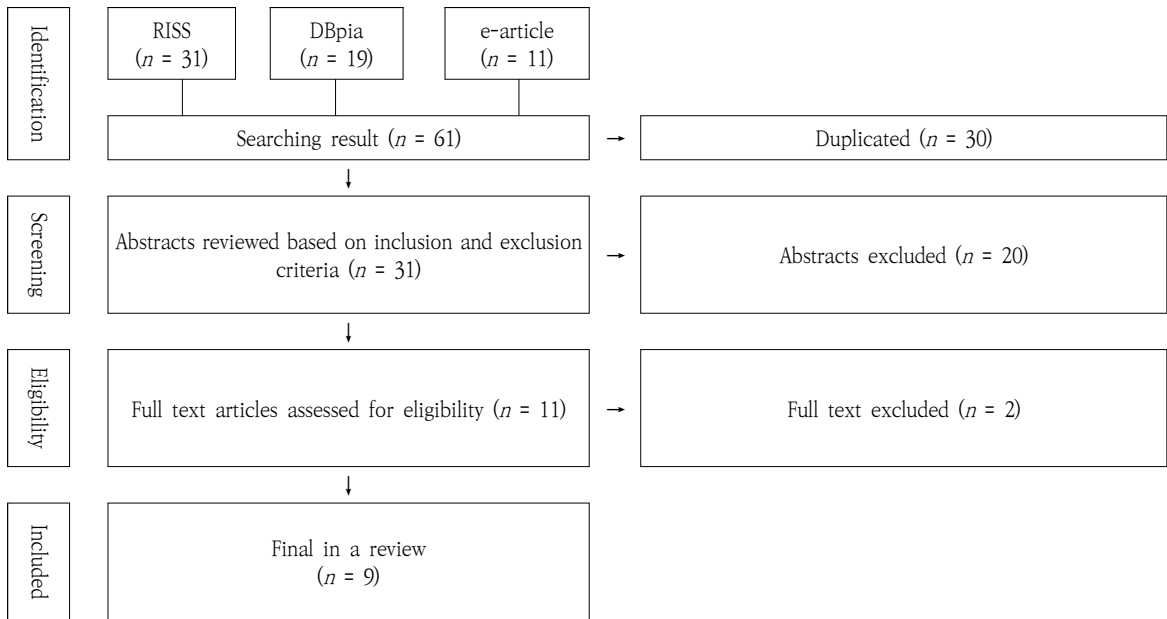 Identification
RISS
(n = 31)
DBpia
(n = 19)
e-article
(n = 11)
Searching result (n = 61)
→
Duplicated (n = 30)
↓
Screening
Abstracts reviewed based on inclusion and exclusion
criteria (n = 31)
→
Abstracts excluded (n = 20)
↓
Eligibility
Full text articles assessed for eligibility (n = 11)
→
Full text excluded (n = 2)
↓
Included
Final in a review
(n = 9)